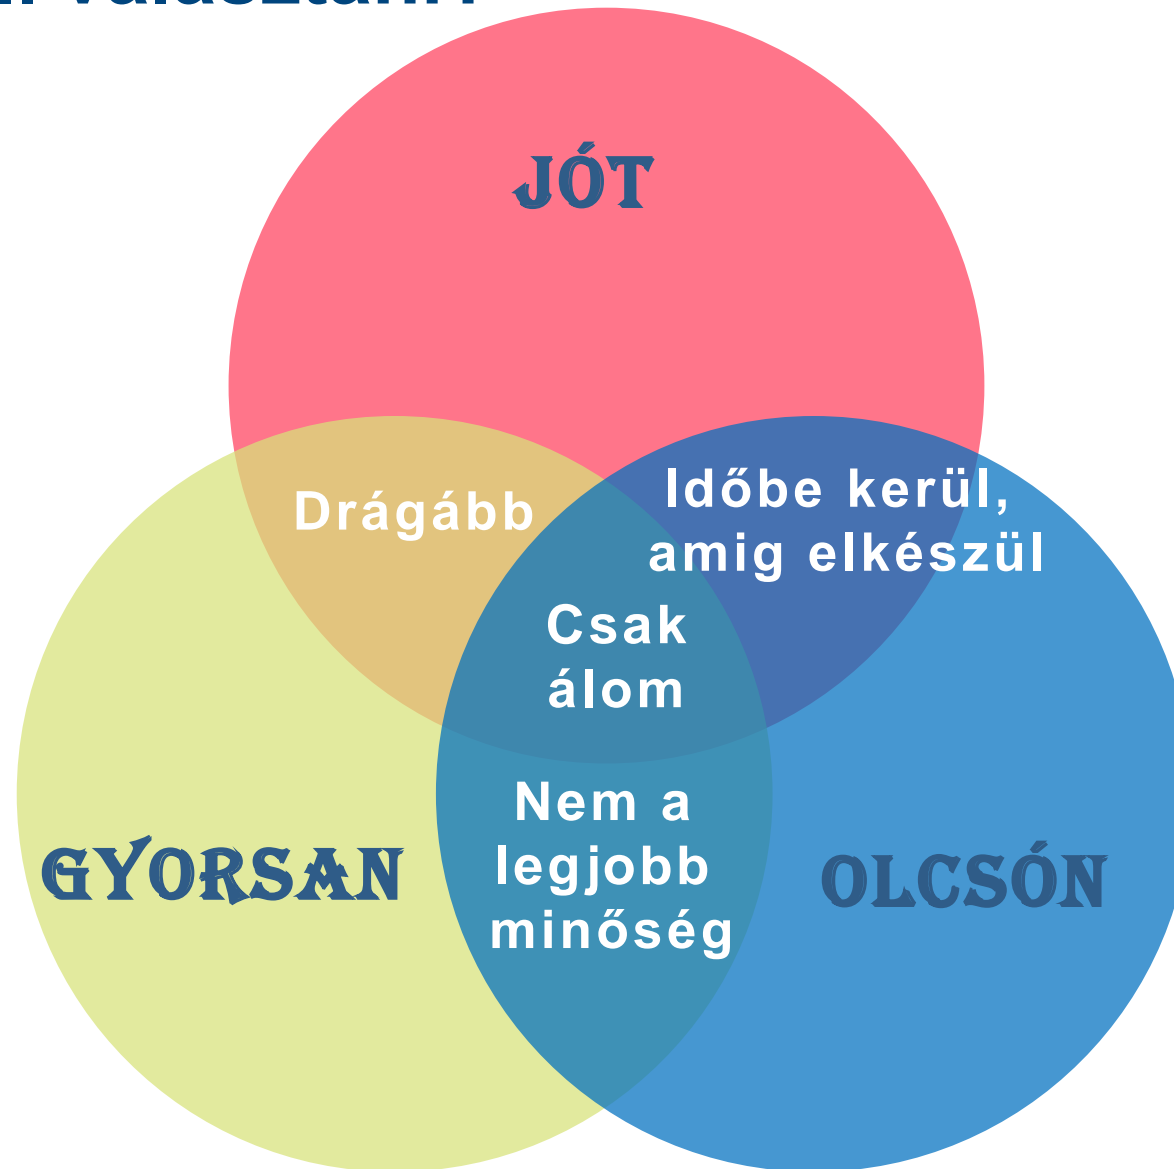 JÓT
Drágább
Időbe kerül,
amig elkészül
Csak
álom
Nem a
legjobb
minőség
GYORSAN
OLCSÓN